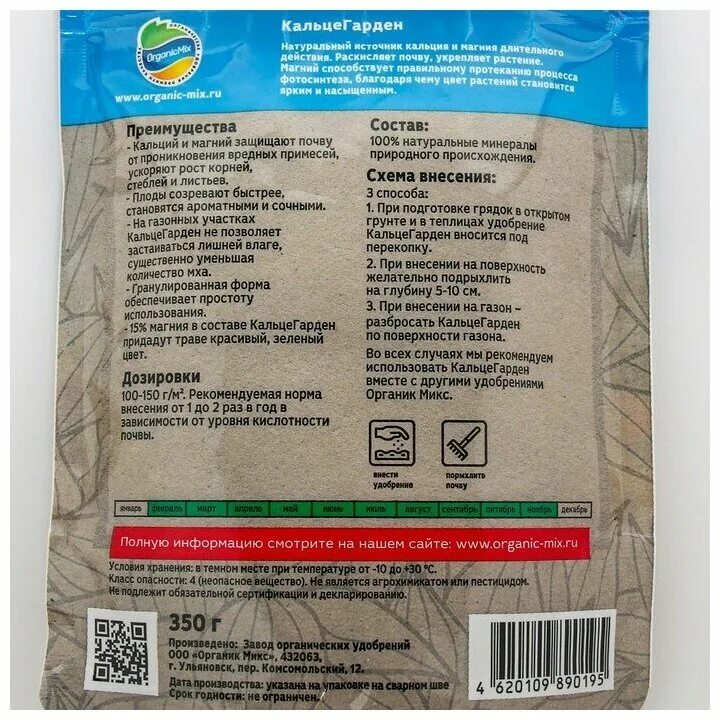 КальцеГарден
Натуральный источник кальция и магния длительного
действия. Раскисляет почву, укрепляет растение.
Магний способствует правильному протеканию процесса
фотосинтеза, благодаря чему цвет растений становится
ярким и насыщенным.
OrganicMix
www.organic-mix.ru
Преимущества
- Кальций и магний защищают почву
от проникновения вредных примесей,
ускоряют рост корней,
стеблей и листьев.
- Плоды созревают быстрее,
становятся ароматными и сочными.
- На газонных участках
КальцеГарден не позволяет
застаиваться лишней влаге,
существенно уменьшая
количество мха.
- Гранулированная форма
обеспечивает простоту
использования.
- 15% магния в составе КальцеГарден
придадут траве красивый, зеленый
цвет.
Дозировки
100-150 г/м². Рекомендуемая норма
внесения от 1 до 2 раз в год в
зависимости от уровня кислотности
почвы.
Состав:
100% натуральные минералы
природного происхождения.
Схема внесения:
3 способа:
1. При подготовке грядок в открытом
грунте и в теплицах удобрение
КальцеГарден вносится под
перекопку.
2. При внесении на поверхность
желательно подрыхлить
на глубину 5-10 см.
3. При внесении на газон –
разбросать КальцеГарден
по поверхности газона.
Во всех случаях мы рекомендуем
использовать КальцеГарден
вместе с другими удобрениями
Органик Микс.
внести
удобрение
порыхлить
почву
январь февраль март апрель май июнь июль август сентябрь октябрь ноябрь декабрь
Полную информацию смотрите на нашем сайте: www.organic-mix.ru
Условия хранения: в темном месте при температуре от -10 до +30 °С.
Класс опасности: 4 (неопасное вещество). Не является агрохимикатом или пестицидом.
Не подлежит обязательной сертификации и декларированию.
350 г
Произведено: Завод органических удобрений
ООО «Органик Микс», 432063,
г. Ульяновск, пер. Комсомольский, 12.
Дата производства: указана на упаковке на сварном шве
Срок годности: не ограничен.
4 620109 890195